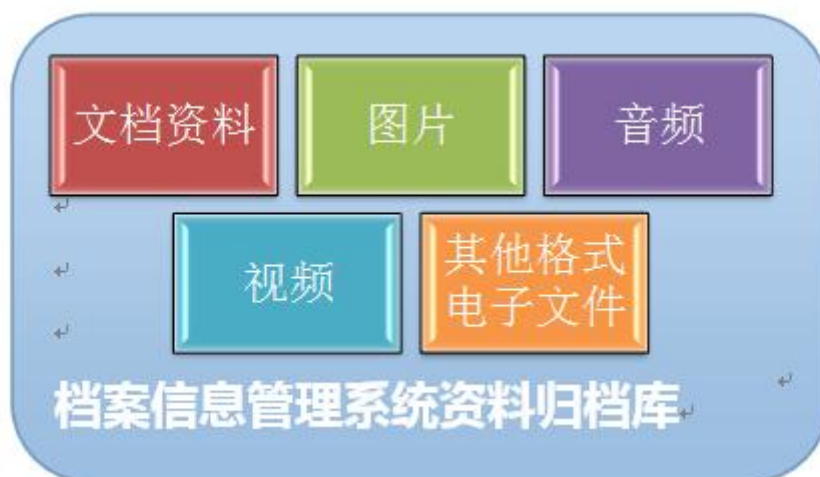 文档资料
图片
音频
视频
其他格式
电子文件
档案信息管理系统资料归档库